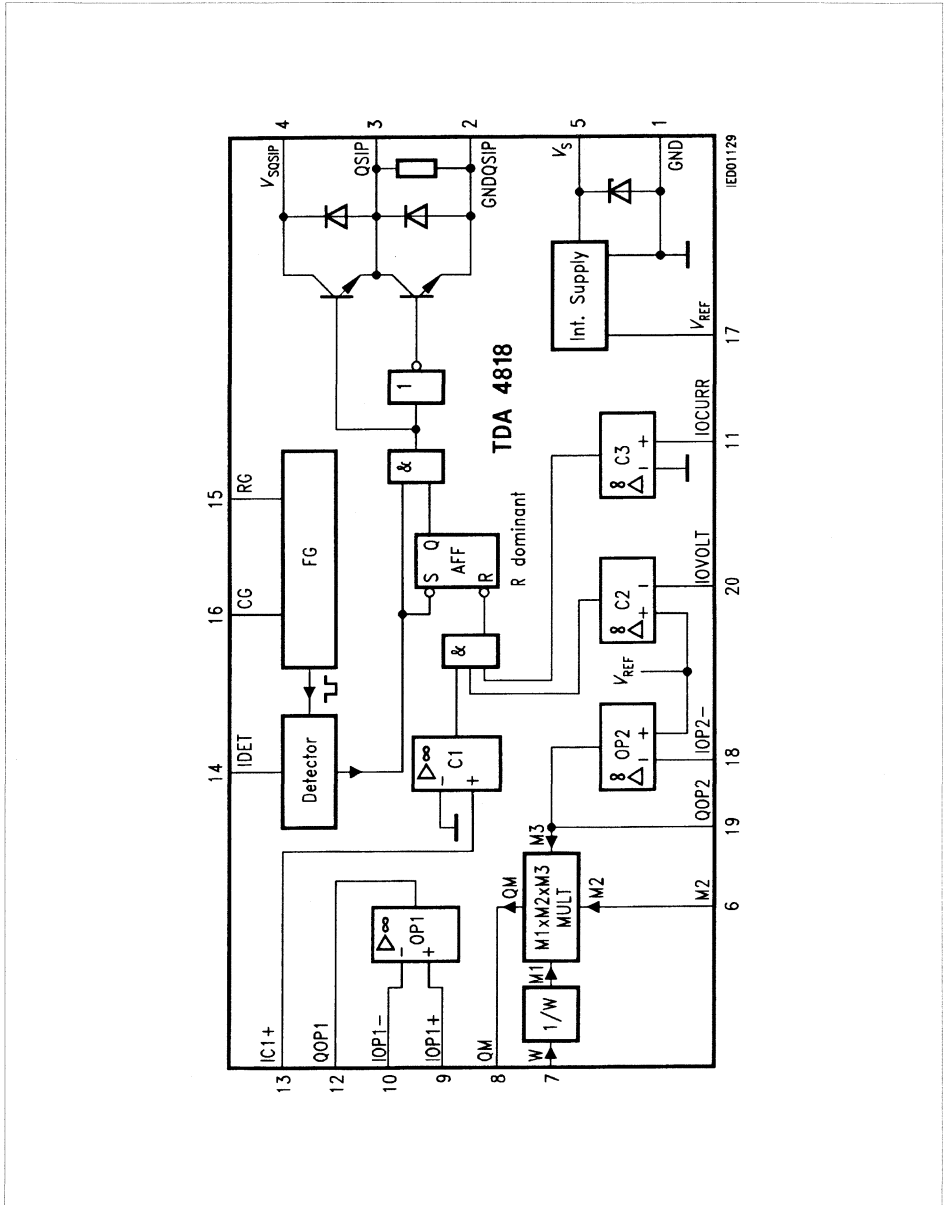 16 CG
15 RG
14 IDET
FG
Detector
4 VSQSIP
3 QSIP
2 GNDQSIP
5 VS
1 GND
IED01129
13 IC1+
12 QOP1
10 IOP1-
9 IOP1+
8 QM
7 W
▷∞
- OP1
+
▷∞
- C1
+
&
S Q
AFF
R
R dominant
&
1
TDA 4818
Int. Supply
1/W
M1
M1xM2xM3
MULT
QM
M3
M2
∞
▷ OP2
- +
VREF
∞
▷ C2
+ -
∞
▷ C3
- +
M2
6
QOP2
19
IOP2-
18
IOVOLT
20
IOCURR
11
VREF
17